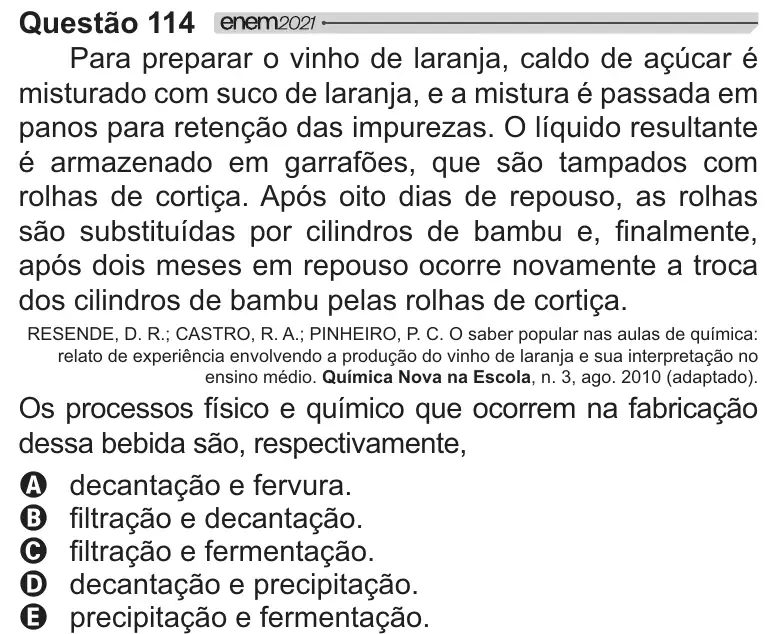 Questão 114 enem2021
Para preparar o vinho de laranja, caldo de açúcar é
misturado com suco de laranja, e a mistura é passada em
panos para retenção das impurezas. O líquido resultante
é armazenado em garrafões, que são tampados com
rolhas de cortiça. Após oito dias de repouso, as rolhas
são substituídas por cilindros de bambu e, finalmente,
após dois meses em repouso ocorre novamente a troca
dos cilindros de bambu pelas rolhas de cortiça.
RESENDE, D. R.; CASTRO, R. A.; PINHEIRO, P. C. O saber popular nas aulas de química:
relato de experiência envolvendo a produção do vinho de laranja e sua interpretação no
ensino médio. Química Nova na Escola, n. 3, ago. 2010 (adaptado).
Os processos físico e químico que ocorrem na fabricação
dessa bebida são, respectivamente,
A decantação e fervura.
B filtração e decantação.
C filtração e fermentação.
D decantação e precipitação.
E precipitação e fermentação.